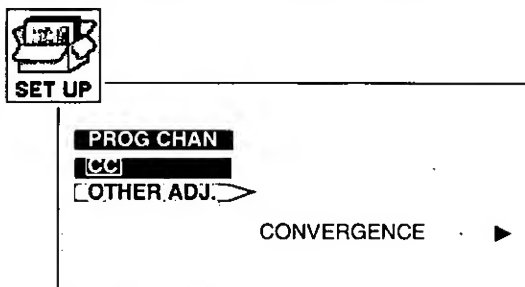 SET UP
PROG CHAN
CC
OTHER ADJ.
CONVERGENCE